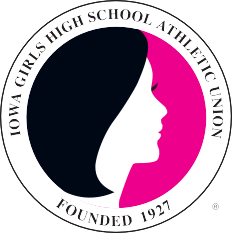 IOWA GIRLS HIGH SCHOOL ATHLETIC UNION
FOUNDED 1927
®